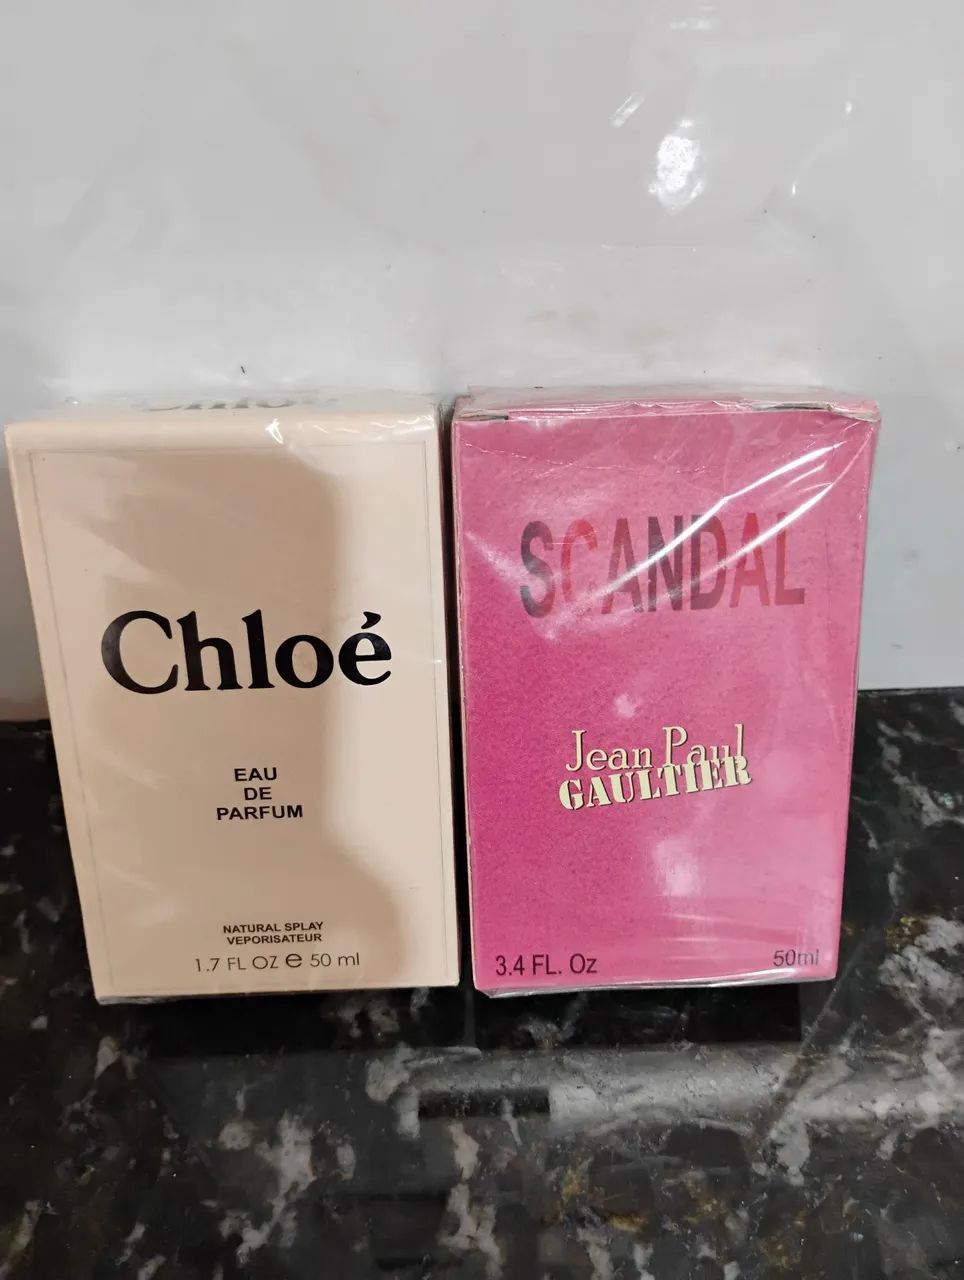 Chloé
EAU
DE
PARFUM
NATURAL SPLAY
VEPORISATEUR
1.7 FL OZ e 50 ml
SCANDAL
Jean Paul
GAULTIER
3.4 FL. Oz
50ml